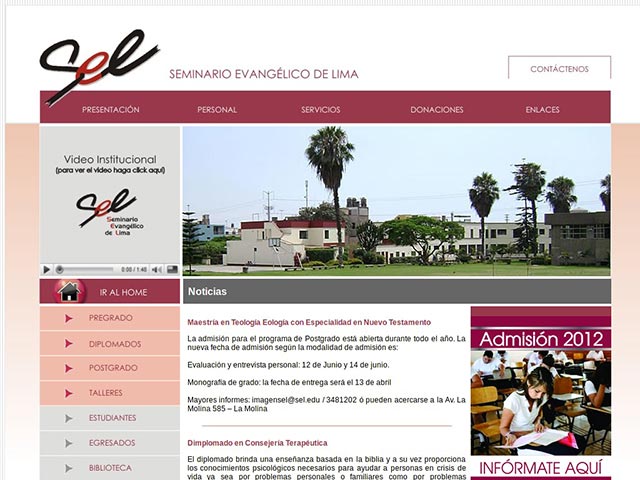 sel
SEMINARIO EVANGÉLICO DE LIMA
CONTÁCTENOS
PRESENTACIÓN
PERSONAL
SERVICIOS
DONACIONES
ENLACES
Video Institucional
(para ver el video haga click aquí)
sel
Seminario
Evangélico
de Lima
0:00 / 1:40
IR AL HOME
Noticias
PREGRADO
DIPLOMADOS
POSTGRADO
TALLERES
ESTUDIANTES
EGRESADOS
BIBLIOTECA
Maestría en Teología Eología con Especialidad en Nuevo Testamento
La admisión para el programa de Postgrado está abierta durante todo el año. La
nueva fecha de admisión según la modalidad de admisión es:
Evaluación y entrevista personal: 12 de Junio y 14 de junio.
Monografia de grado: la fecha de entrega será el 13 de abril
Mayores informes: imagensel@sel.edu / 3481202 ó pueden acercarse a la Av. La
Molina 585 – La Molina
Dimplomado en Consejería Terapéutica
El diplomado brinda una enseñanza basada en la biblia y a su vez proporciona
los conocimientos psicológicos necesarios para ayudar a personas en crisis de
vida ya sea por problemas personales o familiares como por problemas
Admisión 2012
INFÓRMATE AQUÍ